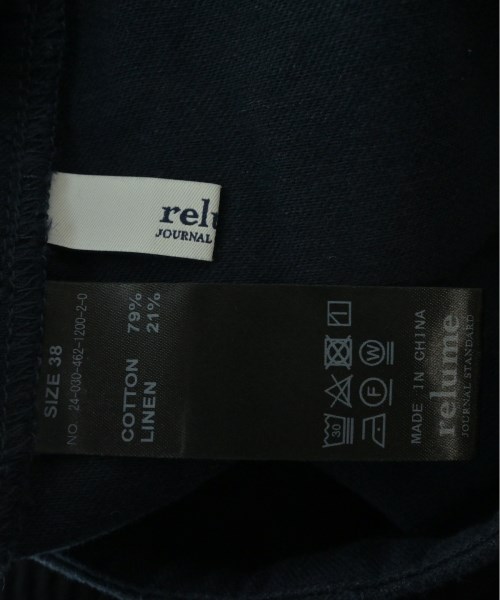 relu
JOURNAL
SIZE 38
NO. 24-030-462-1200-2-0
COTTON 79%
LINEN 21%
30
W
MADE IN CHINA
relume
JOURNAL STANDARD